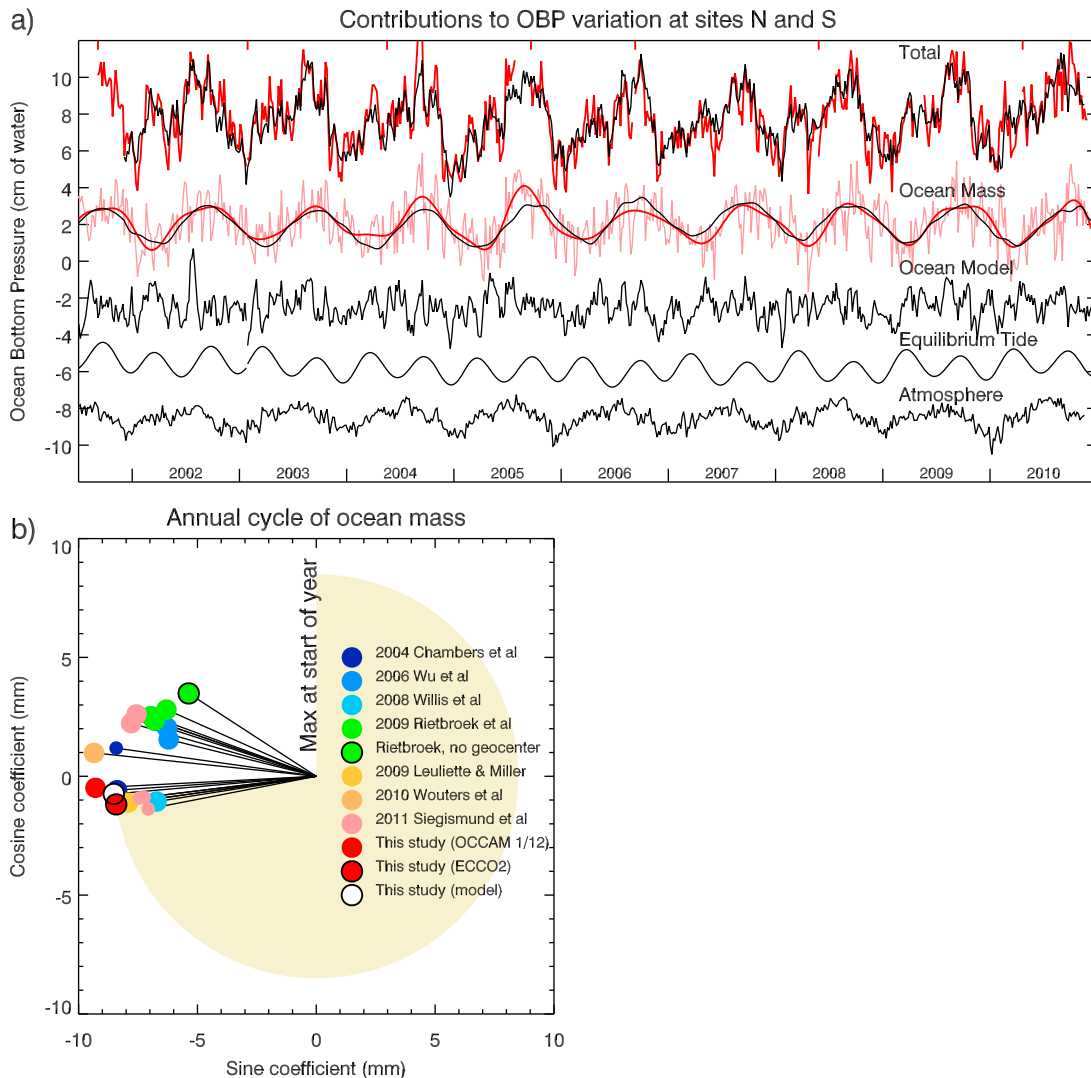 a)
Contributions to OBP variation at sites N and S
Ocean Bottom Pressure (cm of water)
10
8
6
4
2
0
-2
-4
-6
-8
-10
Total
Ocean Mass
Ocean Model
Equilibrium Tide
Atmosphere
2002 2003 2004 2005 2006 2007 2008 2009 2010
b)
Annual cycle of ocean mass
Cosine coefficient (mm)
10
5
0
-5
-10
Max at start of year
2004 Chambers et al
2006 Wu et al
2008 Willis et al
2009 Rietbroek et al
Rietbroek, no geocenter
2009 Leuliette & Miller
2010 Wouters et al
2011 Siegismund et al
This study (OCCAM 1/12)
This study (ECCO2)
This study (model)
-10 -5 0 5 10
Sine coefficient (mm)